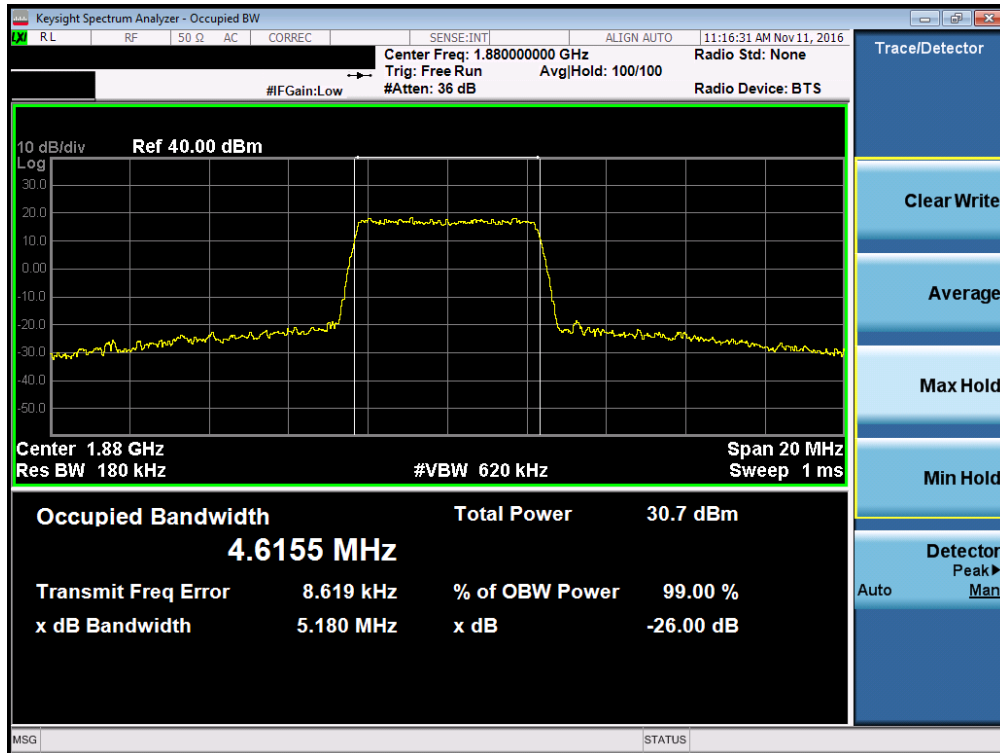 Keysight Spectrum Analyzer - Occupied BW
LXI RL RF 50 Ω AC CORREC SENSE:INT ALIGN AUTO 11:16:31 AM Nov 11, 2016
Center Freq: 1.880000000 GHz Radio Std: None
Trig: Free Run Avg|Hold: 100/100
#IFGain:Low #Atten: 36 dB Radio Device: BTS
10 dB/div Ref 40.00 dBm
Log
30.0
20.0
10.0
0.00
-10.0
-20.0
-30.0
-40.0
-50.0
Center 1.88 GHz Span 20 MHz
Res BW 180 kHz #VBW 620 kHz Sweep 1 ms
Occupied Bandwidth Total Power 30.7 dBm
4.6155 MHz
Transmit Freq Error 8.619 kHz % of OBW Power 99.00 %
x dB Bandwidth 5.180 MHz x dB -26.00 dB
MSG STATUS
Trace/Detector
Clear Write
Average
Max Hold
Min Hold
Detector
Peak▶
Auto Man